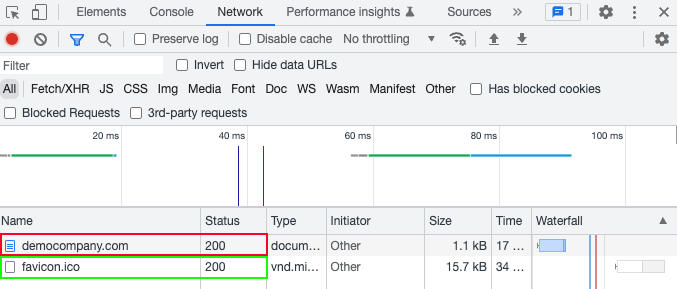 Elements Console Network Performance insights Sources » 1
Preserve log Disable cache No throttling
Filter Invert Hide data URLs
All Fetch/XHR JS CSS Img Media Font Doc WS Wasm Manifest Other Has blocked cookies
Blocked Requests 3rd-party requests
20 ms 40 ms 60 ms 80 ms 100 ms
Name Status Type Initiator Size Time Waterfall
democompany.com 200 docum... Other 1.1 kB 17 ...
favicon.ico 200 vnd.mi... Other 15.7 kB 34 ...